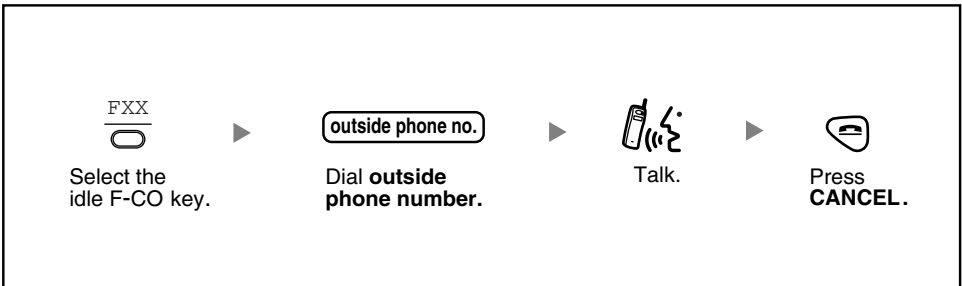 FXX
Select the
idle F-CO key.
outside phone no.
Dial outside
phone number.
Talk.
Press
CANCEL.